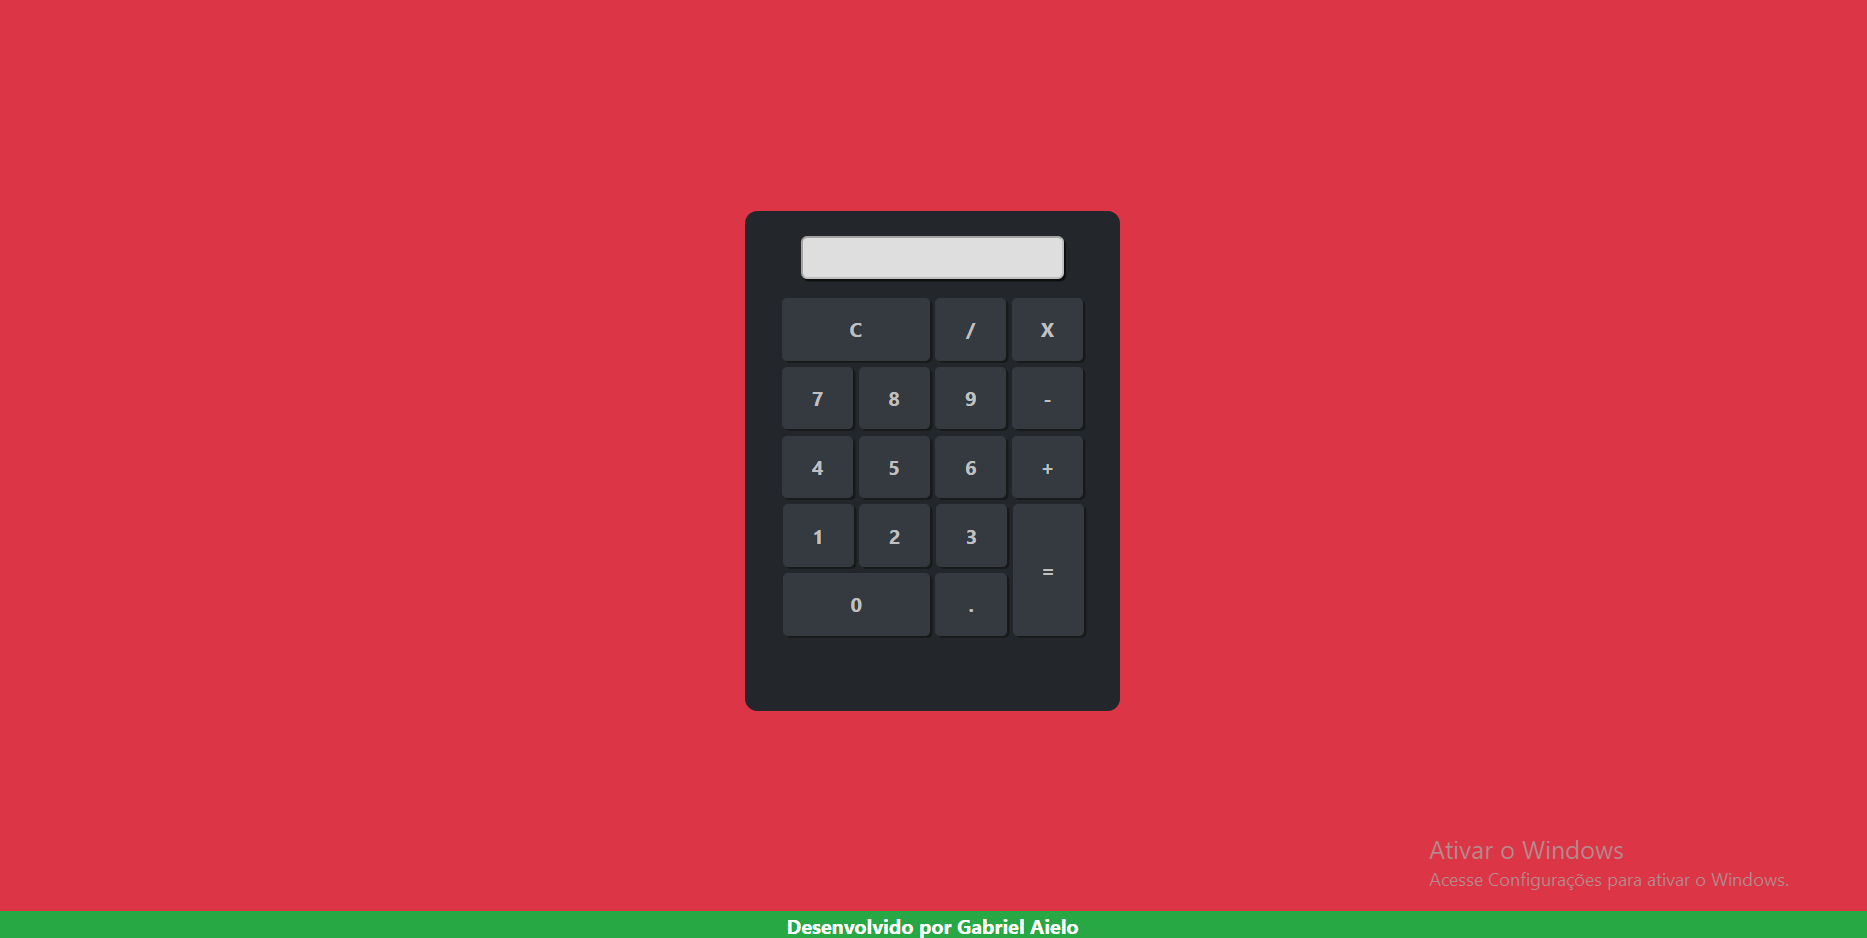 C / X
7 8 9 -
4 5 6 +
1 2 3
=
0 .
Ativar o Windows
Acesse Configurações para ativar o Windows.
Desenvolvido por Gabriel Aielo